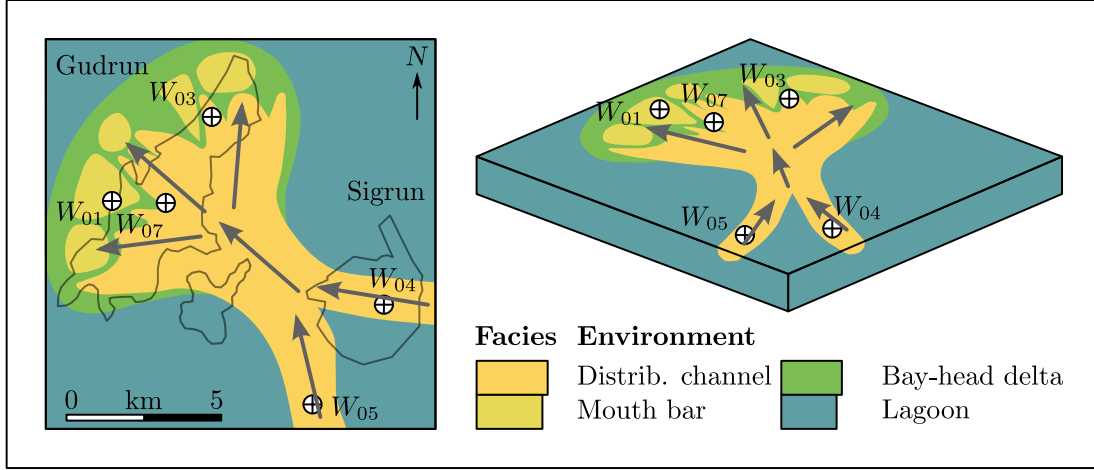 Gudrun
N
W03
Sigrun
W01
W07
W04
0 km 5
W05
W03
W01
W07
W05
W04
Facies Environment
Distrib. channel
Bay-head delta
Mouth bar
Lagoon